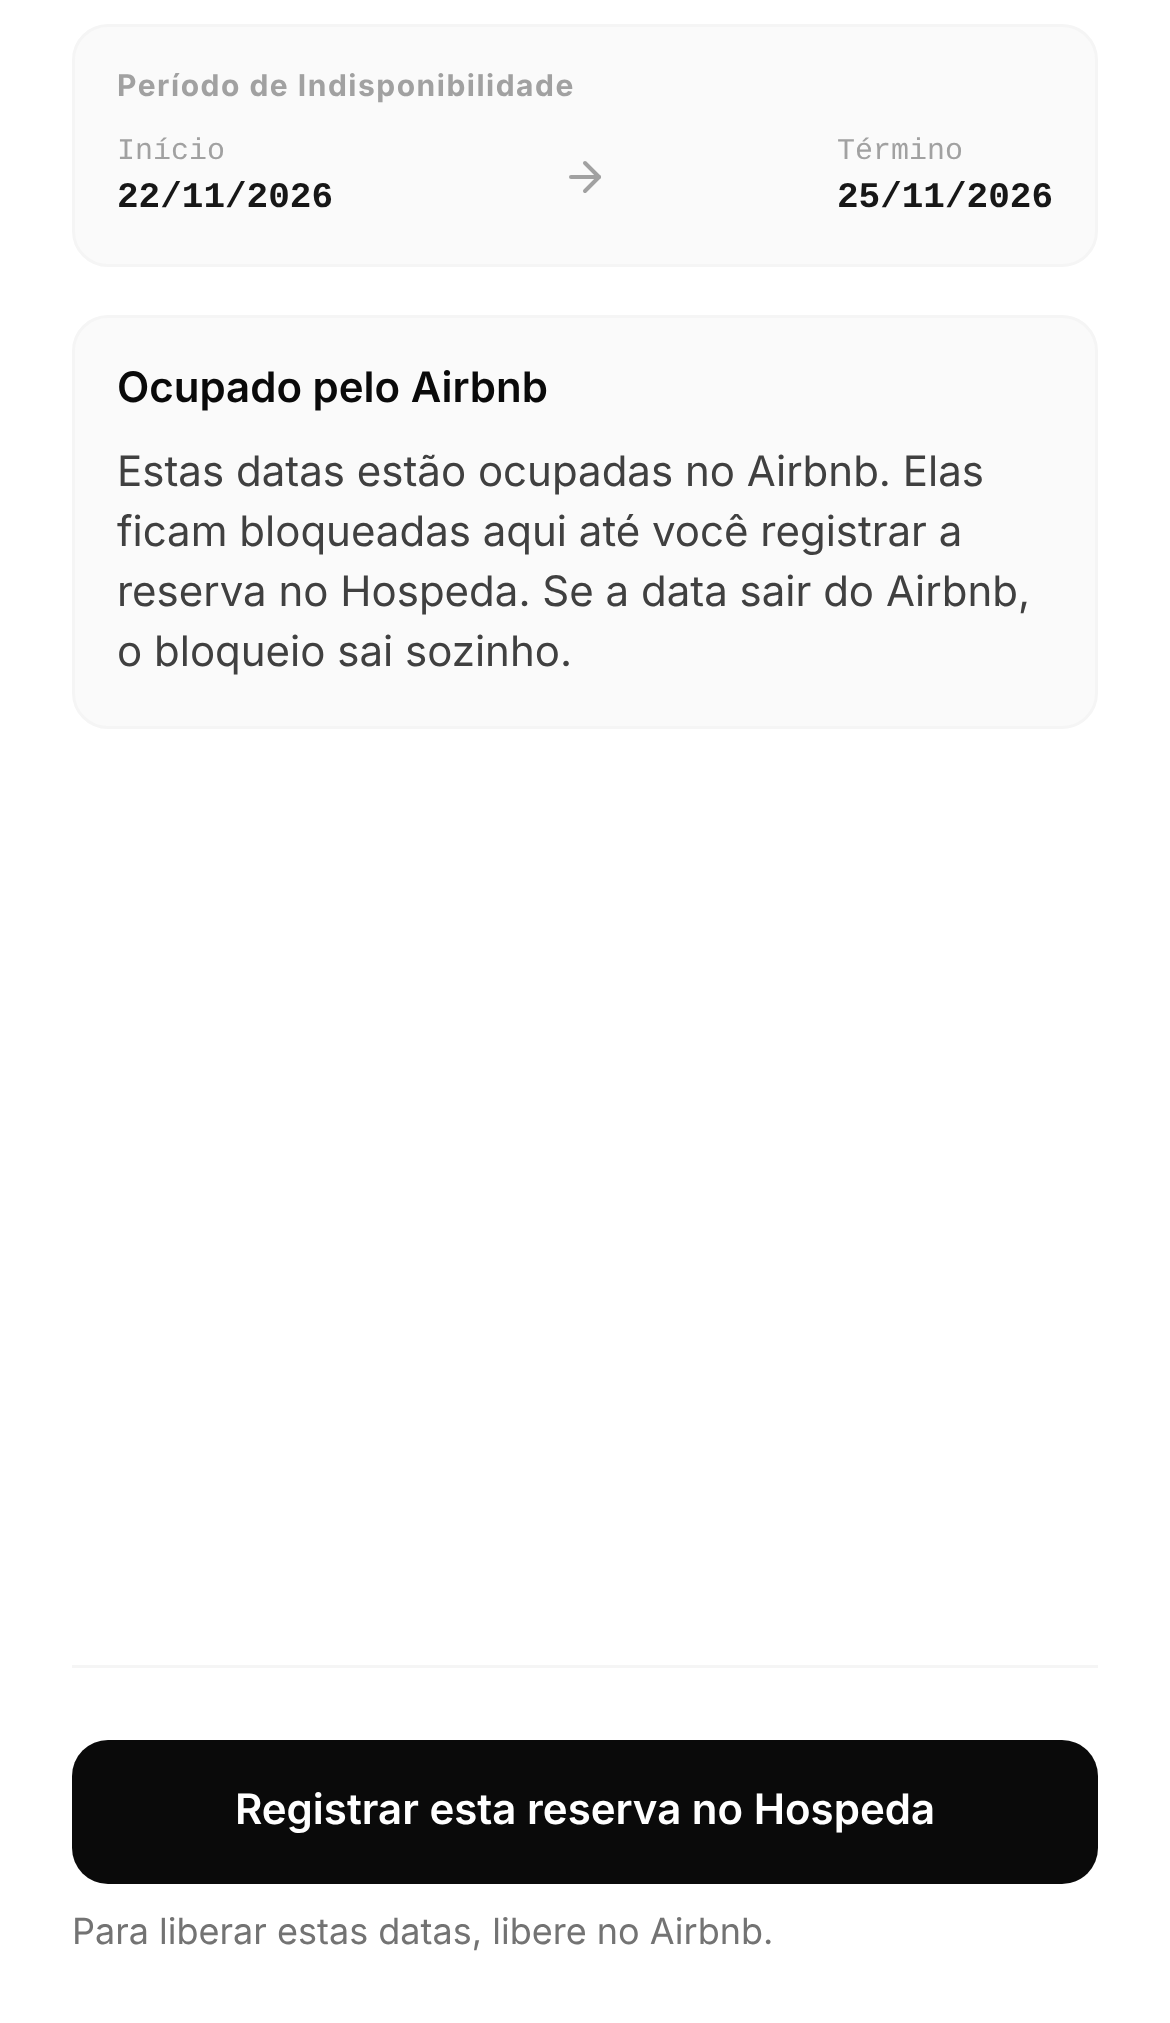 Período de Indisponibilidade
Início
22/11/2026
Término
25/11/2026
Ocupado pelo Airbnb
Estas datas estão ocupadas no Airbnb. Elas
ficam bloqueadas aqui até você registrar a
reserva no Hospeda. Se a data sair do Airbnb,
o bloqueio sai sozinho.
Registrar esta reserva no Hospeda
Para liberar estas datas, libere no Airbnb.